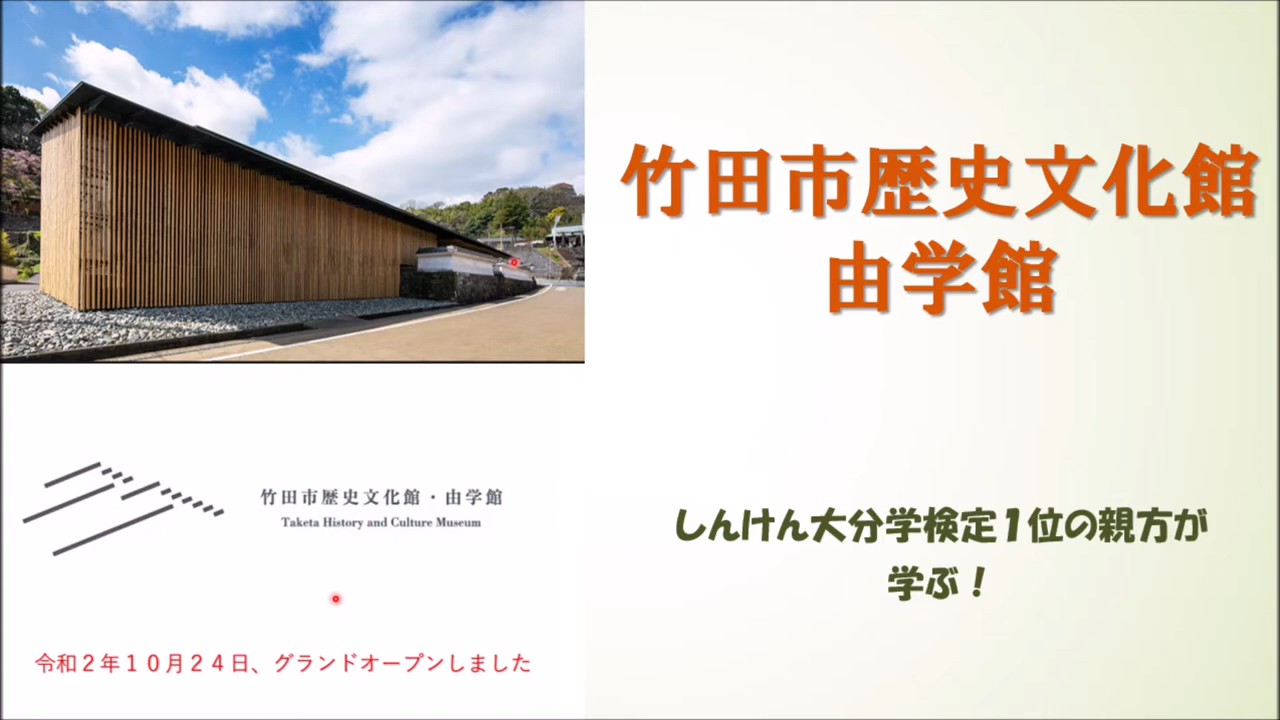 竹田市歴史文化館
由学館
竹田市歴史文化館・由学館
Taketa History and Culture Museum
令和２年１０月２４日、グランドオープンしました
しんけん大分学検定１位の親方が
学ぶ！